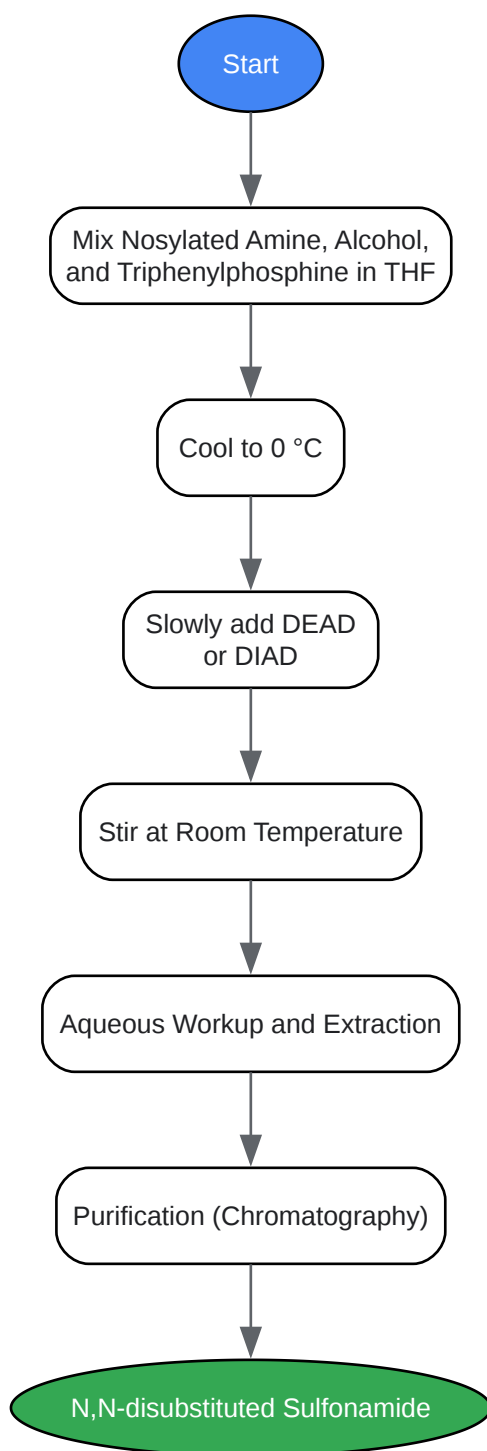 Start
Mix Nosylated Amine, Alcohol,
and Triphenylphosphine in THF
Cool to 0 °C
Slowly add DEAD
or DIAD
Stir at Room Temperature
Aqueous Workup and Extraction
Purification (Chromatography)
N,N-disubstituted Sulfonamide